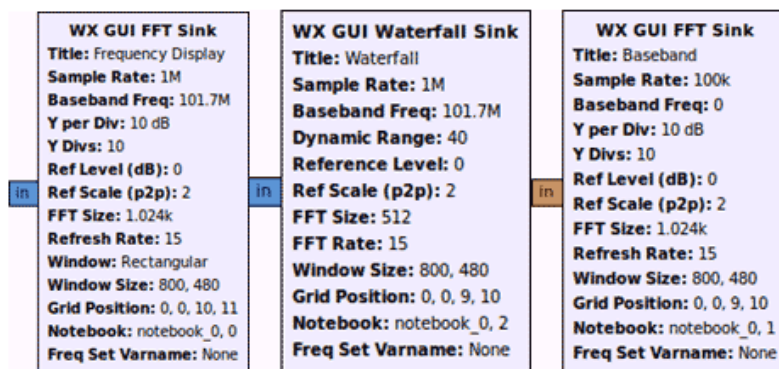 WX GUI FFT Sink
Title: Frequency Display
Sample Rate: 1M
Baseband Freq: 101.7M
Y per Div: 10 dB
Y Divs: 10
Ref Level (dB): 0
in
Ref Scale (p2p): 2
FFT Size: 1.024k
Refresh Rate: 15
Window: Rectangular
Window Size: 800, 480
Grid Position: 0, 0, 10, 11
Notebook: notebook_0, 0
Freq Set Varname: None
WX GUI Waterfall Sink
Title: Waterfall
Sample Rate: 1M
Baseband Freq: 101.7M
Dynamic Range: 40
Reference Level: 0
in
Ref Scale (p2p): 2
FFT Size: 512
FFT Rate: 15
Window Size: 800, 480
Grid Position: 0, 0, 9, 10
Notebook: notebook_0, 2
Freq Set Varname: None
WX GUI FFT Sink
Title: Baseband
Sample Rate: 100k
Baseband Freq: 0
Y per Div: 10 dB
Y Divs: 10
Ref Level (dB): 0
in
Ref Scale (p2p): 2
FFT Size: 1.024k
Refresh Rate: 15
Window Size: 800, 480
Grid Position: 0, 0, 9, 10
Notebook: notebook_0, 1
Freq Set Varname: None